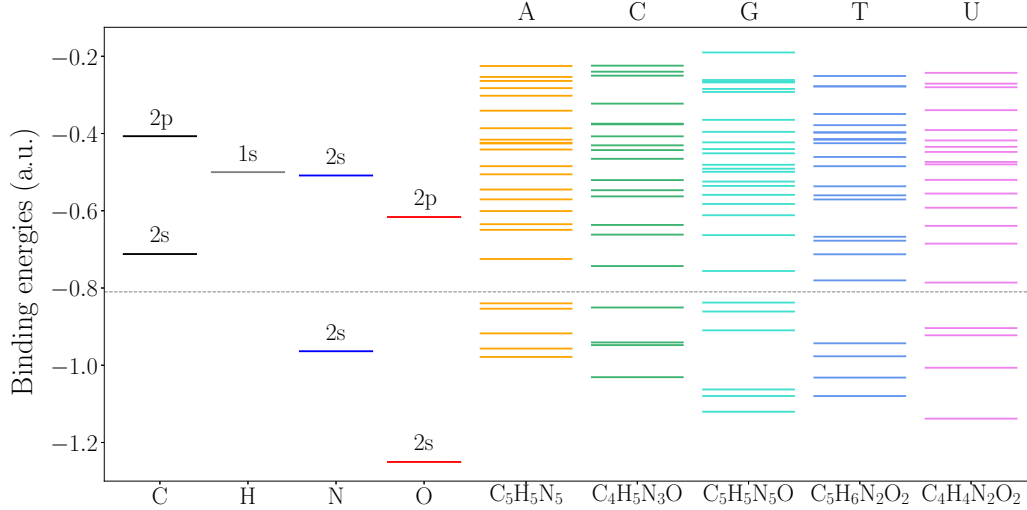 A C G T U
Binding energies (a.u.)
−0.2
−0.4
−0.6
−0.8
−1.0
−1.2
2p
2s
1s
2s
2s
2p
2s
C H N O C₅H₅N₅ C₄H₅N₃O C₅H₅N₅O C₅H₆N₂O₂ C₄H₄N₂O₂